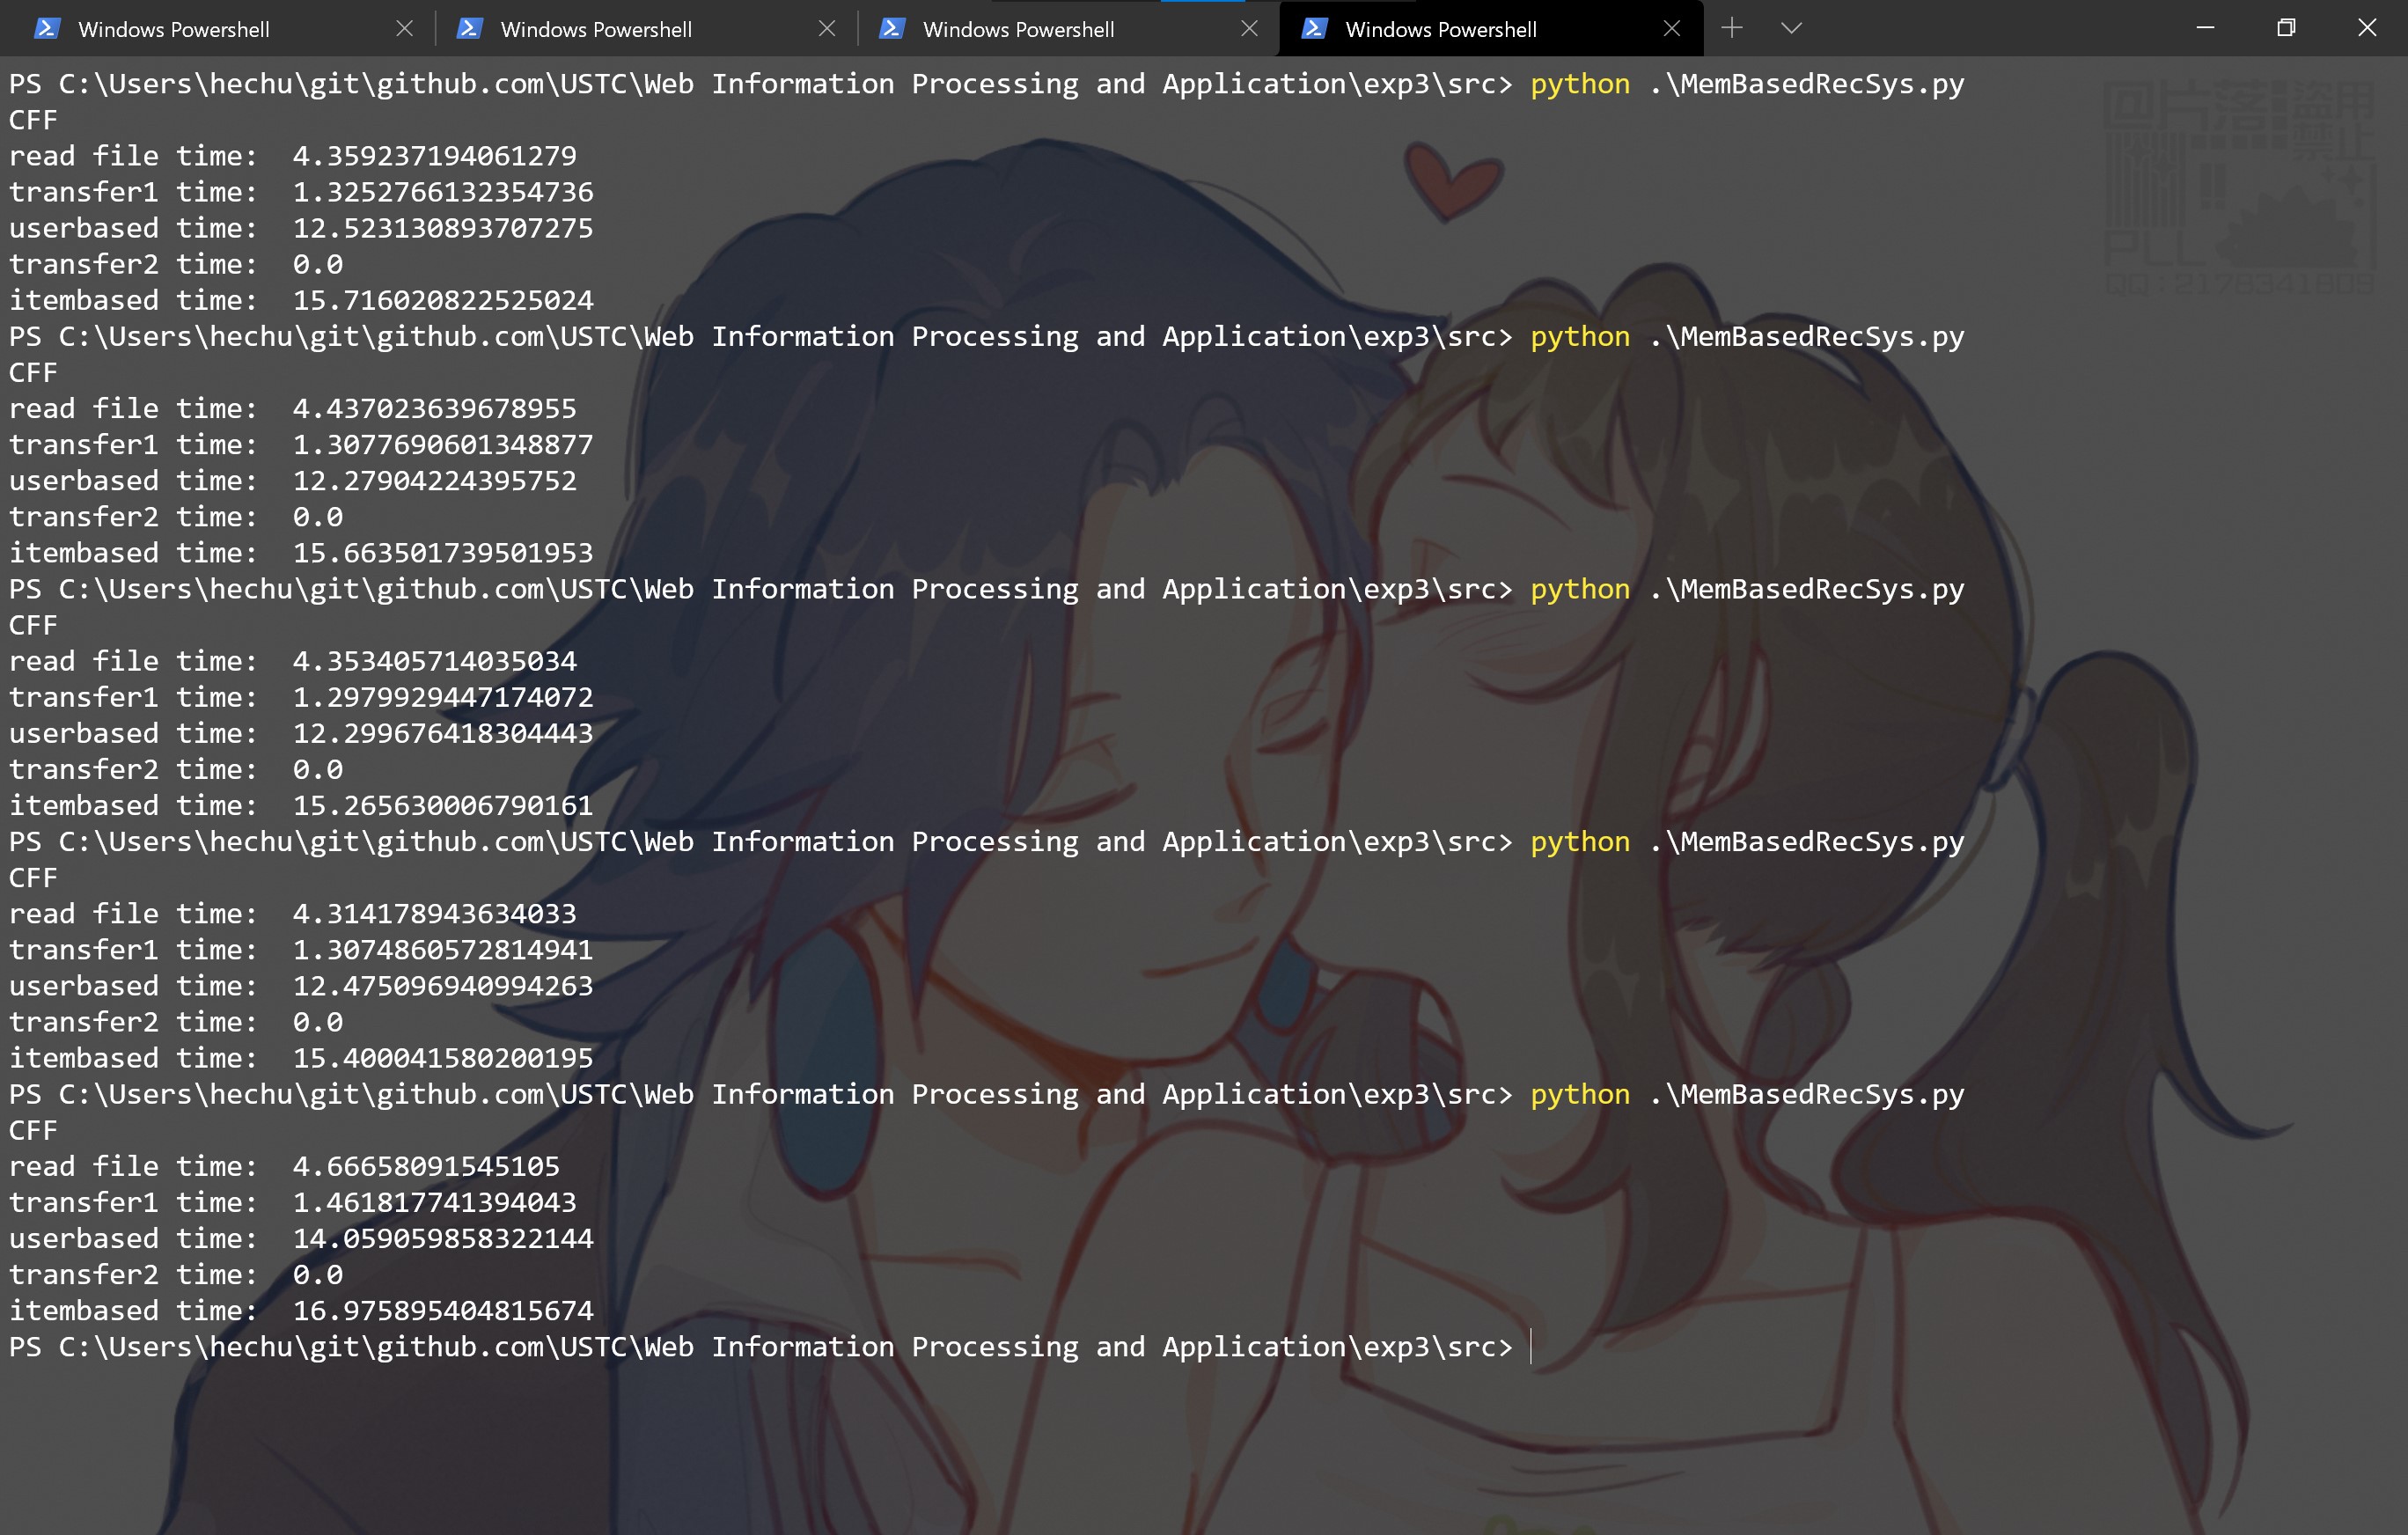 Windows Powershell Windows Powershell Windows Powershell Windows Powershell
PS C:\Users\hechu\git\github.com\USTC\Web Information Processing and Application\exp3\src> python .\MemBasedRecSys.py
CFF
read file time:  4.359237194061279
transfer1 time:  1.3252766132354736
userbased time:  12.523130893707275
transfer2 time:  0.0
itembased time:  15.716020822525024
PS C:\Users\hechu\git\github.com\USTC\Web Information Processing and Application\exp3\src> python .\MemBasedRecSys.py
CFF
read file time:  4.437023639678955
transfer1 time:  1.3077690601348877
userbased time:  12.27904224395752
transfer2 time:  0.0
itembased time:  15.663501739501953
PS C:\Users\hechu\git\github.com\USTC\Web Information Processing and Application\exp3\src> python .\MemBasedRecSys.py
CFF
read file time:  4.353405714035034
transfer1 time:  1.2979929447174072
userbased time:  12.299676418304443
transfer2 time:  0.0
itembased time:  15.265630006790161
PS C:\Users\hechu\git\github.com\USTC\Web Information Processing and Application\exp3\src> python .\MemBasedRecSys.py
CFF
read file time:  4.314178943634033
transfer1 time:  1.3074860572814941
userbased time:  12.475096940994263
transfer2 time:  0.0
itembased time:  15.400041580200195
PS C:\Users\hechu\git\github.com\USTC\Web Information Processing and Application\exp3\src> python .\MemBasedRecSys.py
CFF
read file time:  4.66658091545105
transfer1 time:  1.461817741394043
userbased time:  14.059059858322144
transfer2 time:  0.0
itembased time:  16.975895404815674
PS C:\Users\hechu\git\github.com\USTC\Web Information Processing and Application\exp3\src>
盗用
禁止
PLL